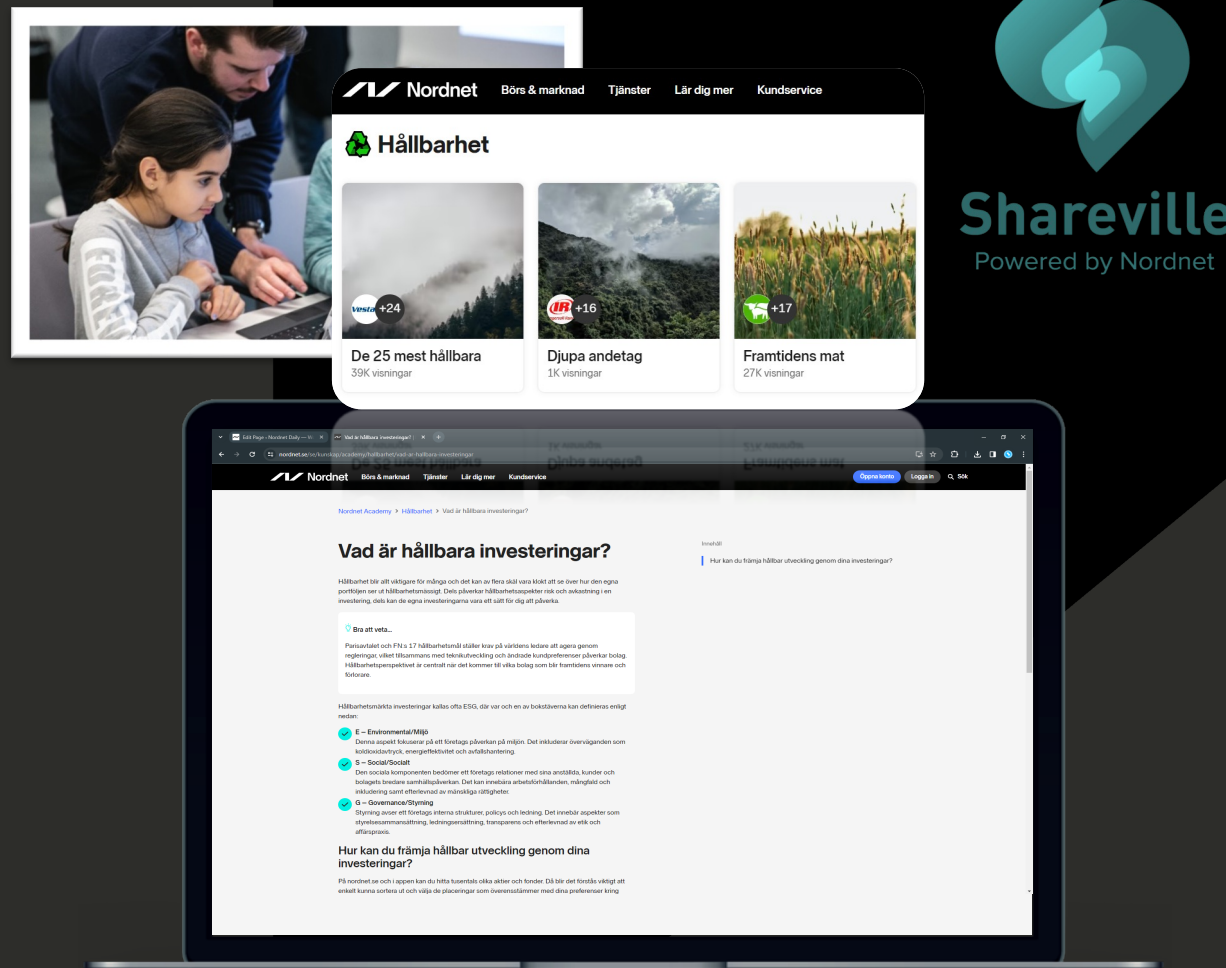 Nordnet Börs & marknad Tjänster Lär dig mer Kundservice
Hållbarhet
Vesta +24
IR +16
+17
De 25 mest hållbara
39K visningar
Djupa andetag
1K visningar
Framtidens mat
27K visningar
Shareville
Powered by Nordnet
Edit Page - Nordnet Daily
Vad är hållbara investeringar?
nordnet.se/se/kunskap/academy/hallbarhet/vad-ar-hallbara-investeringar
Nordnet Börs & marknad Tjänster Lär dig mer Kundservice Öppna konto Logga in Sök
Nordnet Academy > Hållbarhet > Vad är hållbara investeringar?
Vad är hållbara investeringar?
Hållbarhet blir allt viktigare för många och det kan av flera skäl vara klokt att se över hur den egna
portföljen ser ut hållbarhetsmässigt. Dels påverkar hållbarhetsaspekter risk och avkastning i en
investering, dels kan de egna investeringarna vara ett sätt för dig att påverka.
Bra att veta...
Parisavtalet och FN:s 17 hållbarhetsmål ställer krav på världens ledare att agera genom
regleringar, vilket tillsammans med teknikutveckling och ändrade kundpreferenser påverkar bolag.
Hållbarhetsperspektivet är centralt när det kommer till vilka bolag som blir framtidens vinnare och
förlorare.
Hållbarhetsmärkta investeringar kallas ofta ESG, där var och en av bokstäverna kan definieras enligt
nedan:
E – Environmental/Miljö
Denna aspekt fokuserar på ett företags påverkan på miljön. Det inkluderar överväganden som
koldioxidavtryck, energieffektivitet och avfallshantering.
S – Social/Socialt
Den sociala komponenten bedömer ett företags relationer med sina anställda, kunder och
bolagets bredare samhällspåverkan. Det kan innebära arbetsförhållanden, mångfald och
inkludering samt efterlevnad av mänskliga rättigheter.
G – Governance/Styrning
Styrning avser ett företags interna strukturer, policys och ledning. Det innebär aspekter som
styrelsesammansättning, ledningsersättning, transparens och efterlevnad av etik och
affärspraxis.
Hur kan du främja hållbar utveckling genom dina
investeringar?
På nordnet.se och i appen kan du hitta tusentals olika aktier och fonder. Då blir det förstås viktigt att
enkelt kunna sortera ut och välja de placeringar som överensstämmer med dina preferenser kring
Innehåll
Hur kan du främja hållbar utveckling genom dina investeringar?